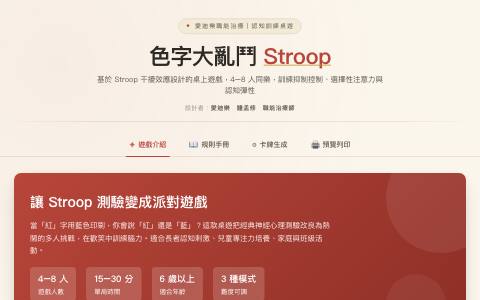 ✦ 愛迪樂職能治療｜認知訓練桌遊
色字大亂鬥 Stroop
基於 Stroop 干擾效應設計的桌上遊戲，4–8 人同樂，訓練抑制控制、選擇性注意力與
認知彈性
設計者：愛迪樂 鍾孟修 職能治療師
✦ 遊戲介紹
📖 規則手冊
⚙ 卡牌生成
🖨 預覽列印
讓 Stroop 測驗變成派對遊戲
當「紅」字用藍色印刷，你會說「紅」還是「藍」？這款桌遊把經典神經心理測驗改良為熱
鬧的多人挑戰，在歡笑中訓練腦力。適合長者認知刺激、兒童專注力培養、家庭與班級活
動。
4–8 人
遊戲人數
15–30 分
單局時間
6 歲以上
適合年齡
3 種模式
難度可調